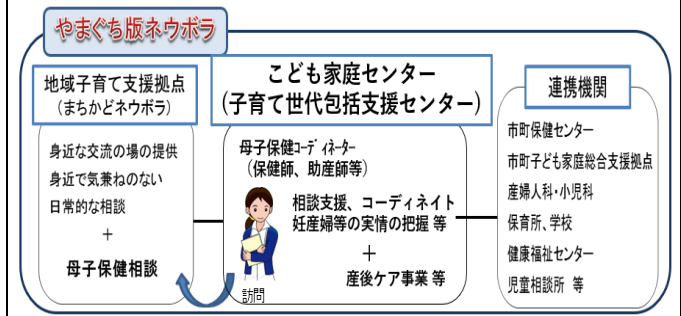 やまぐち版ネウボラ
地域子育て支援拠点
(まちかどネウボラ)
身近な交流の場の提供
身近で気兼ねのない
日常的な相談
+
母子保健相談
こども家庭センター
(子育て世代包括支援センター)
母子保健コーディネーター
(保健師、助産師等)
相談支援、コーディネイト
妊産婦等の実情の把握 等
+
産後ケア事業 等
訪問
連携機関
市町保健センター
市町子ども家庭総合支援拠点
産婦人科・小児科
保育所、学校
健康福祉センター
児童相談所 等